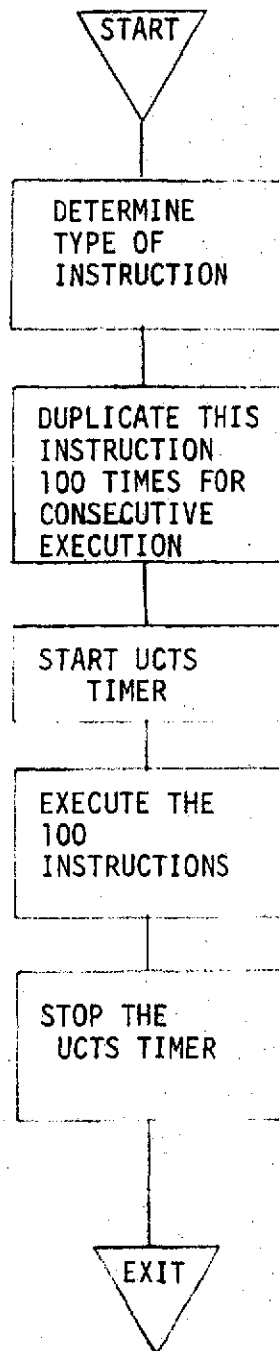 START
DETERMINE
TYPE OF
INSTRUCTION
DUPLICATE THIS
INSTRUCTION
100 TIMES FOR
CONSECUTIVE
EXECUTION
START UCTS
TIMER
EXECUTE THE
100
INSTRUCTIONS
STOP THE
UCTS TIMER
EXIT